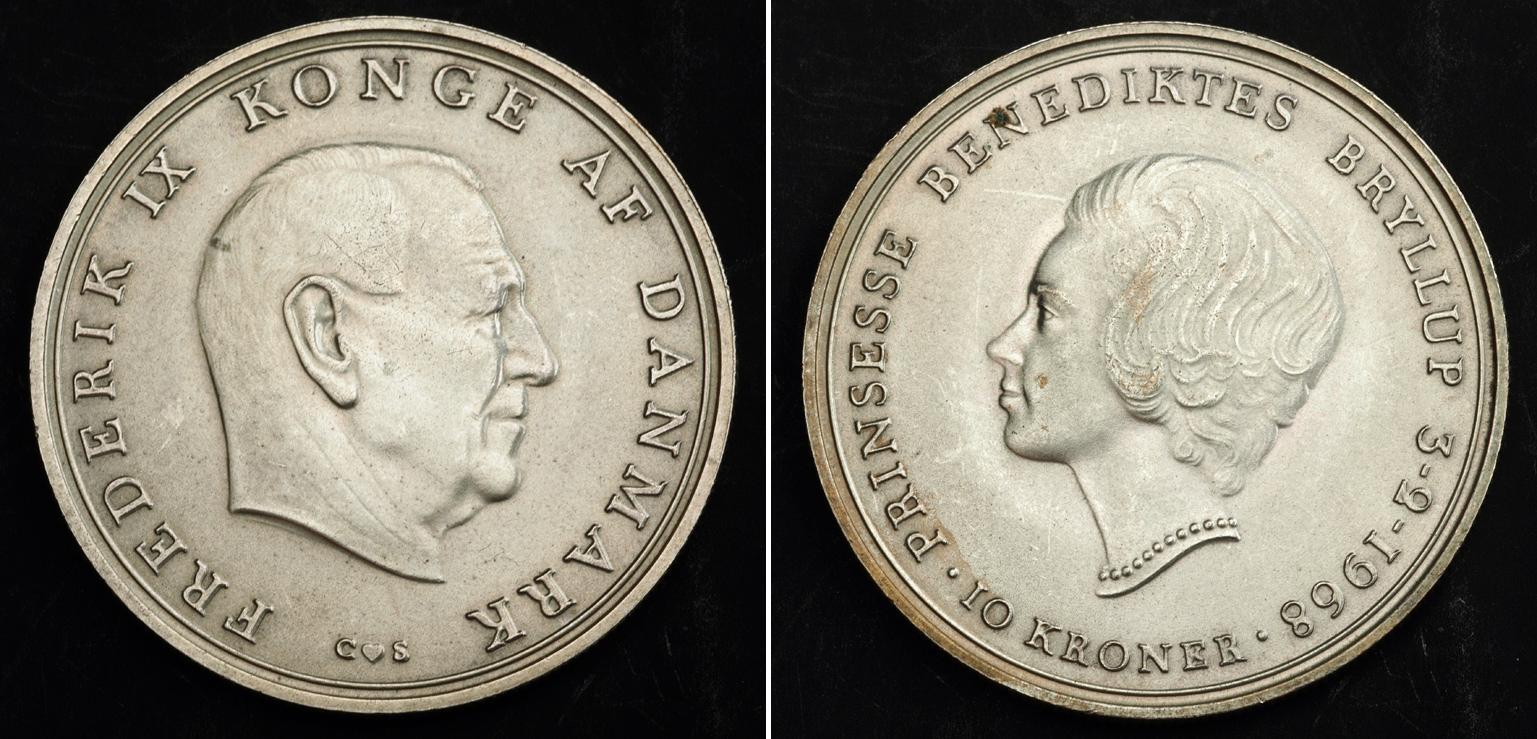 FREDERIK IX KONGE AF DANMARK
C♥S
PRINSESSE BENEDIKTES BRYLLUP 3-2-1968
· 10 KRONER ·